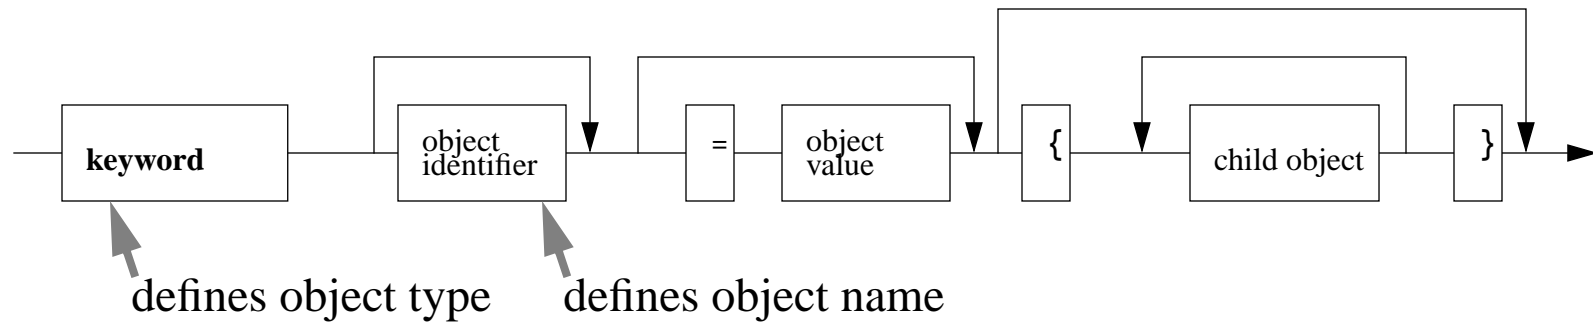 keyword
object
identifier
=
object
value
{
child object
}
defines object type
defines object name